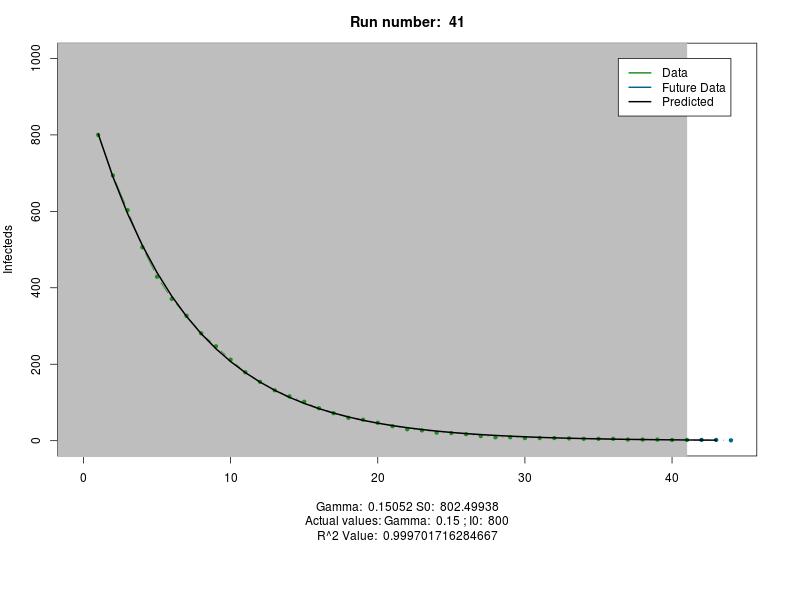 Run number: 41
1000
800
600
400
200
0
Infecteds
Data
Future Data
Predicted
0 10 20 30 40
Gamma: 0.15052 S0: 802.49938
Actual values: Gamma: 0.15 ; I0: 800
R^2 Value: 0.999701716284667